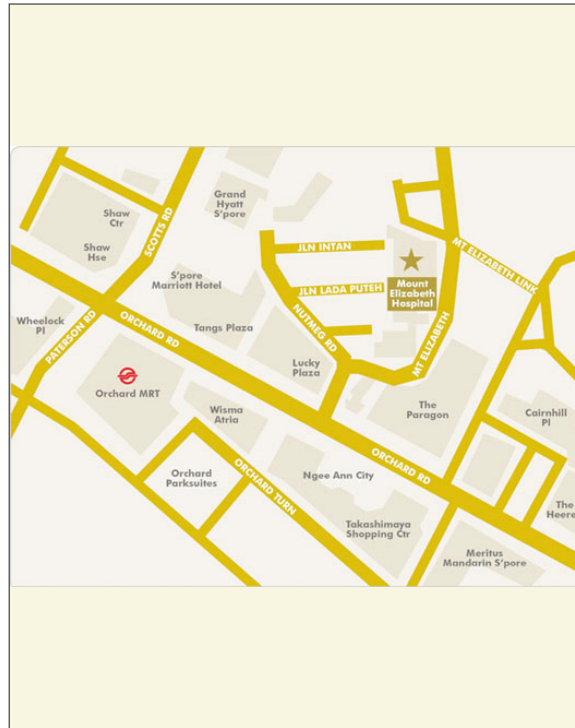 Grand
Hyatt
S'pore
Shaw
Ctr
SCOTTS RD
JLN INTAN
MT ELIZABETH LINK
Shaw
Hse
S'pore
Marriott Hotel
JLN LADA PUTEH
Mount
Elizabeth
Hospital
Wheelock
Pl
PATERSON RD
ORCHARD RD
Tangs Plaza
NUTMEG RD
MT ELIZABETH
Lucky
Plaza
Orchard MRT
Wisma
Atria
The
Paragon
Cairnhill
Pl
ORCHARD RD
Orchard
Parksuites
ORCHARD TURN
Ngee Ann City
The
Heere
Takashimaya
Shopping Ctr
Meritus
Mandarin S'pore